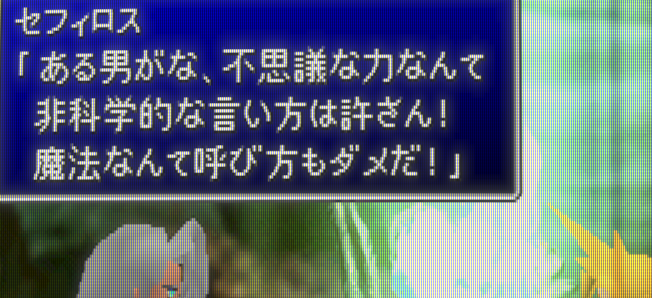 セフィロス
「ある男がな、不思議な力なんて
非科学的な言い方は許さん!
魔法なんて呼び方もダメだ!」